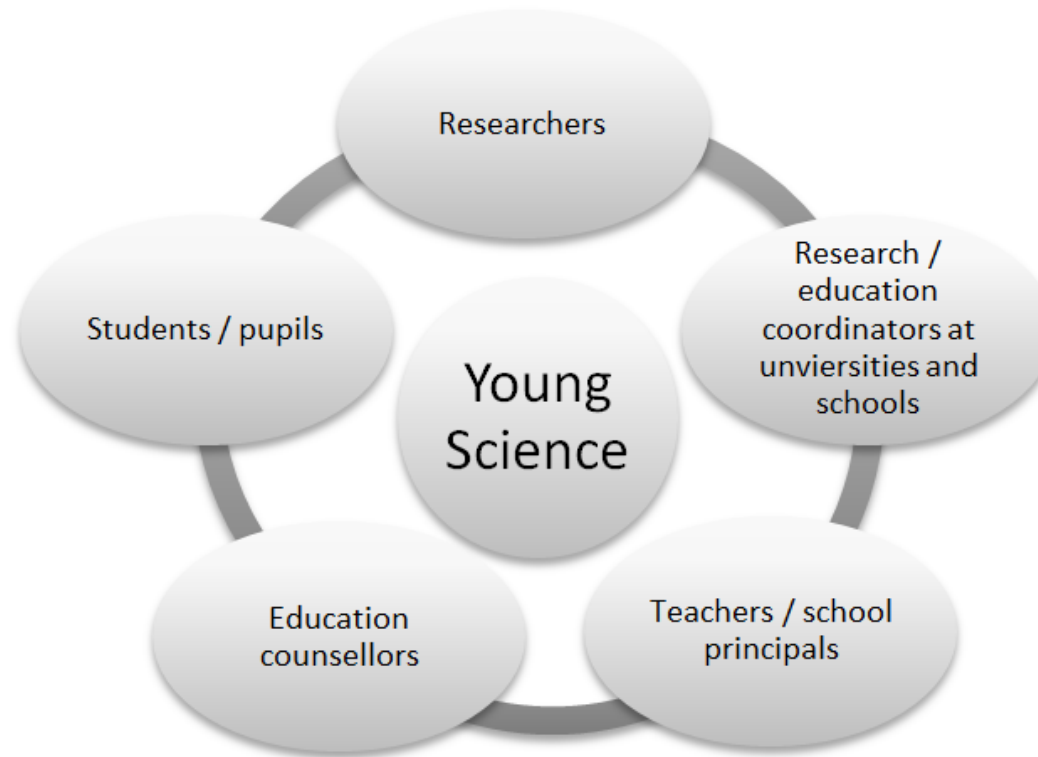 Researchers
Research /
education
coordinators at
unviersities and
schools
Students / pupils
Young
Science
Education
counsellors
Teachers / school
principals